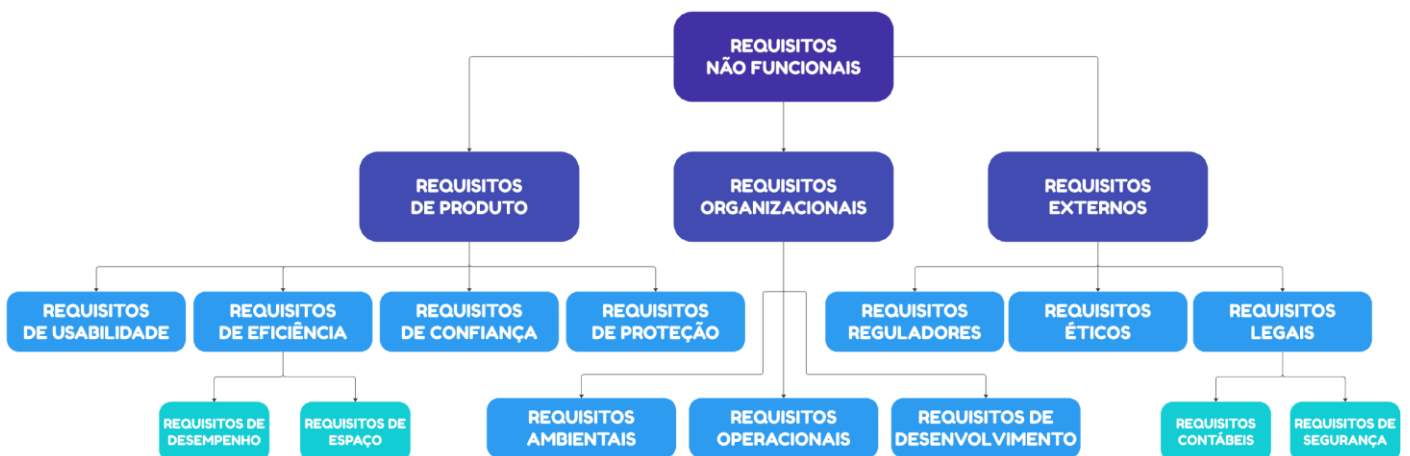 REQUISITOS
NÃO FUNCIONAIS
REQUISITOS
DE PRODUTO
REQUISITOS
ORGANIZACIONAIS
REQUISITOS
EXTERNOS
REQUISITOS
DE USABILIDADE
REQUISITOS
DE EFICIÊNCIA
REQUISITOS
DE CONFIANÇA
REQUISITOS
DE PROTEÇÃO
REQUISITOS
REGULADORES
REQUISITOS
ÉTICOS
REQUISITOS
LEGAIS
REQUISITOS DE
DESEMPENHO
REQUISITOS DE
ESPAÇO
REQUISITOS
AMBIENTAIS
REQUISITOS
OPERACIONAIS
REQUISITOS DE
DESENVOLVIMENTO
REQUISITOS
CONTÁBEIS
REQUISITOS DE
SEGURANÇA